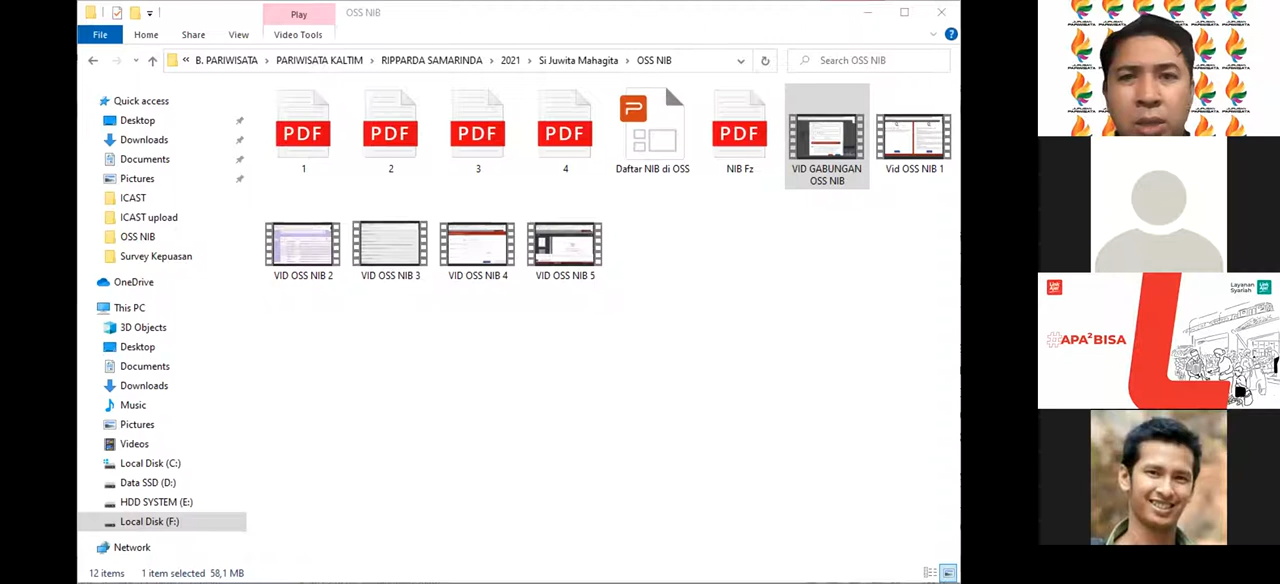 Play
OSS NIB
File
Home
Share
View
Video Tools
« B. PARIWISATA > PARIWISATA KALTIM > RIPPARDA SAMARINDA > 2021 > Si Juwita Mahagita > OSS NIB
Search OSS NIB
Quick access
Desktop
Downloads
Documents
Pictures
ICAST
ICAST upload
OSS NIB
Survey Kepuasan
OneDrive
This PC
3D Objects
Desktop
Documents
Downloads
Music
Pictures
Videos
Local Disk (C:)
Data SSD (D:)
HDD SYSTEM (E:)
Local Disk (F:)
Network
PDF
1
PDF
2
PDF
3
PDF
4
P
Daftar NIB di OSS
PDF
NIB Fz
VID GABUNGAN
OSS NIB
Vid OSS NIB 1
VID OSS NIB 2
VID OSS NIB 3
VID OSS NIB 4
VID OSS NIB 5
12 items
1 item selected 58,1 MB
Layanan
Syariah
#APA²BISA